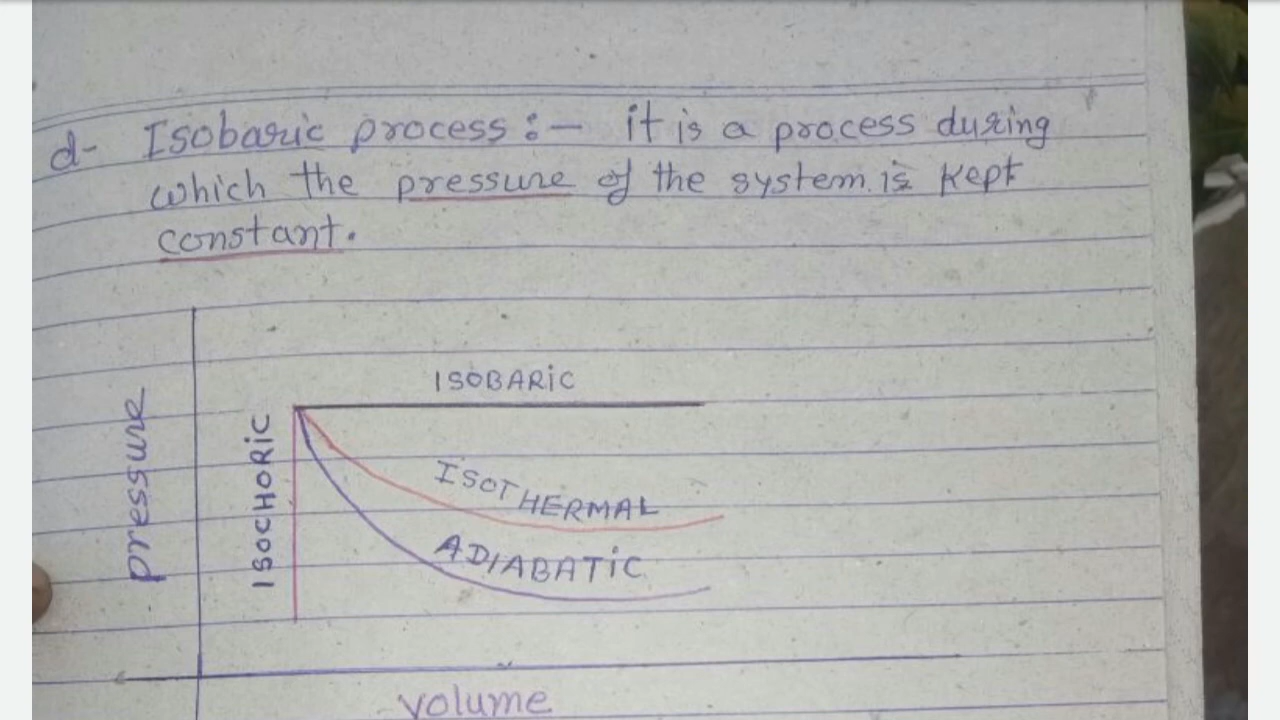 d- Isobaric process :- it is a process during
which the pressure of the system is kept
constant.
ISOBARIC
pressure
ISOCHORIC
ISOTHERMAL
ADIABATIC
volume